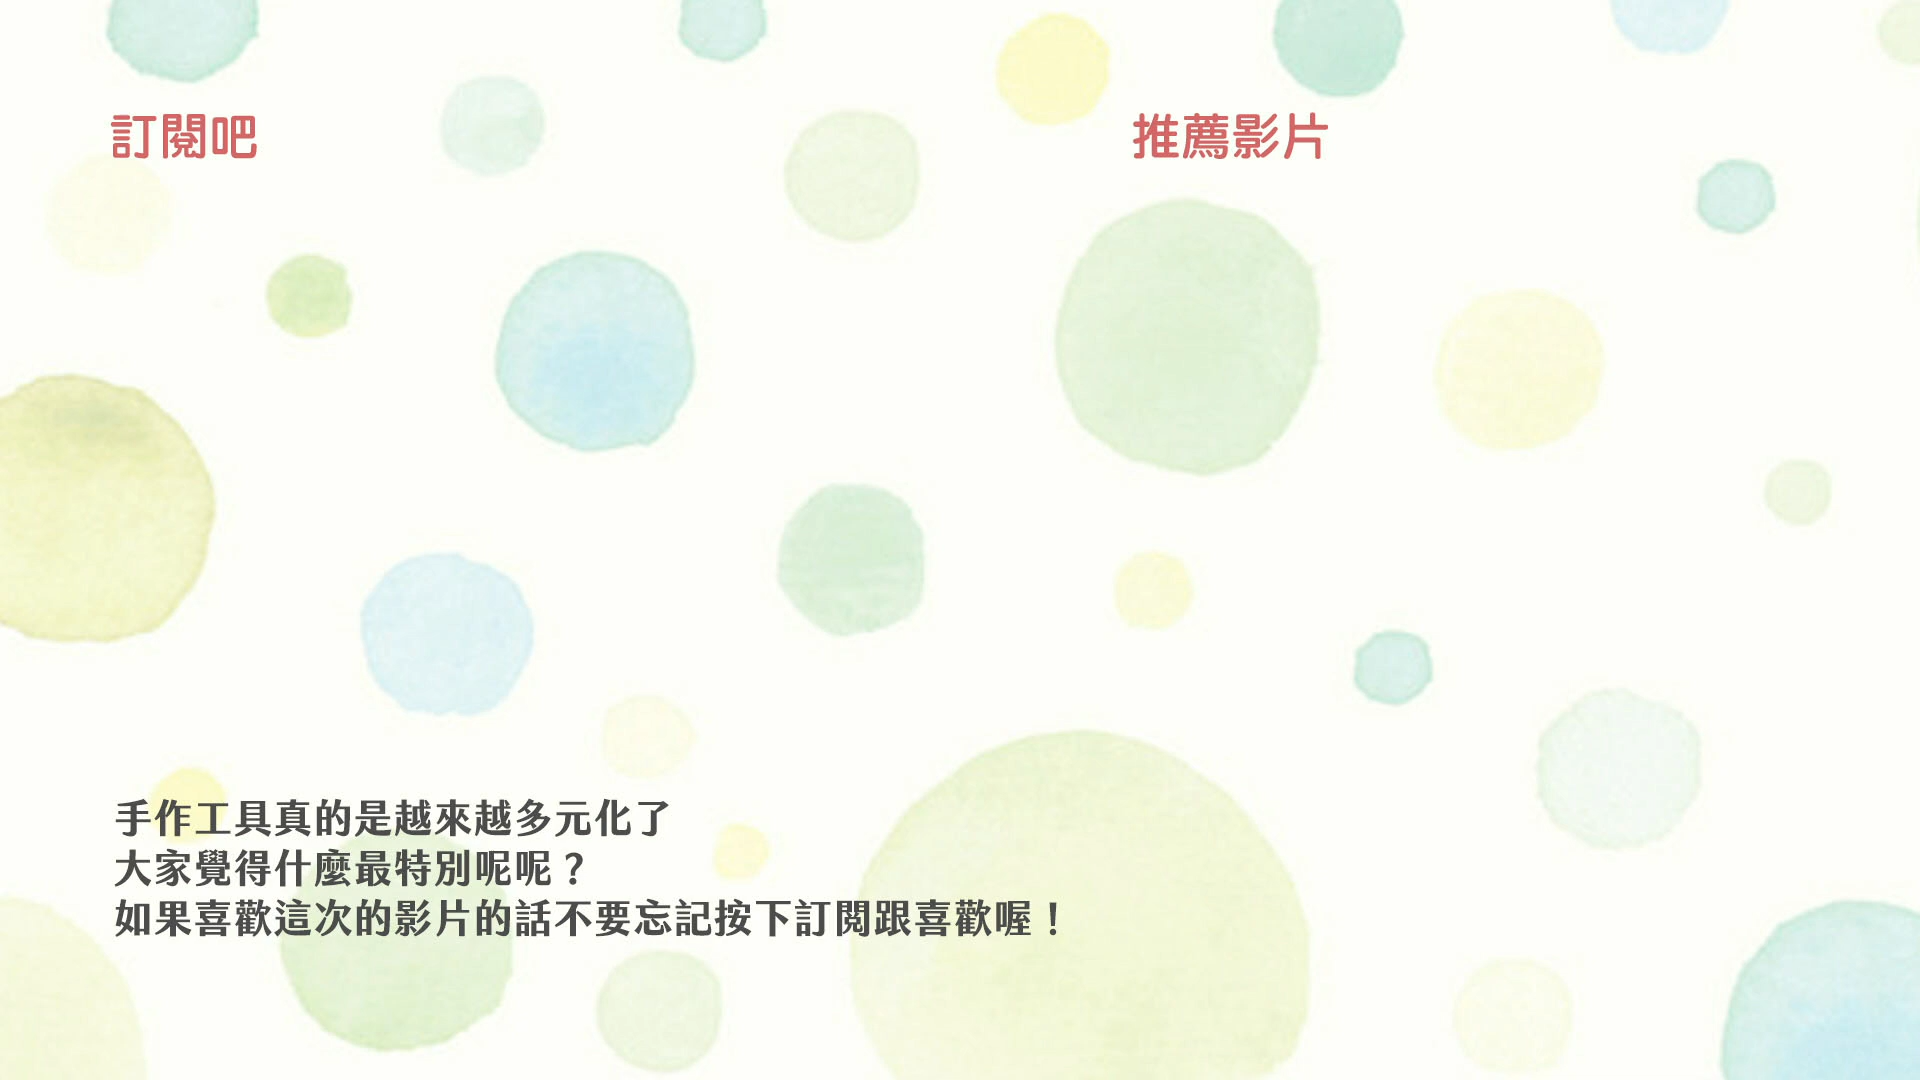 訂閱吧
推薦影片
手作工具真的是越來越多元化了
大家覺得什麼最特別呢呢？
如果喜歡這次的影片的話不要忘記按下訂閱跟喜歡喔！